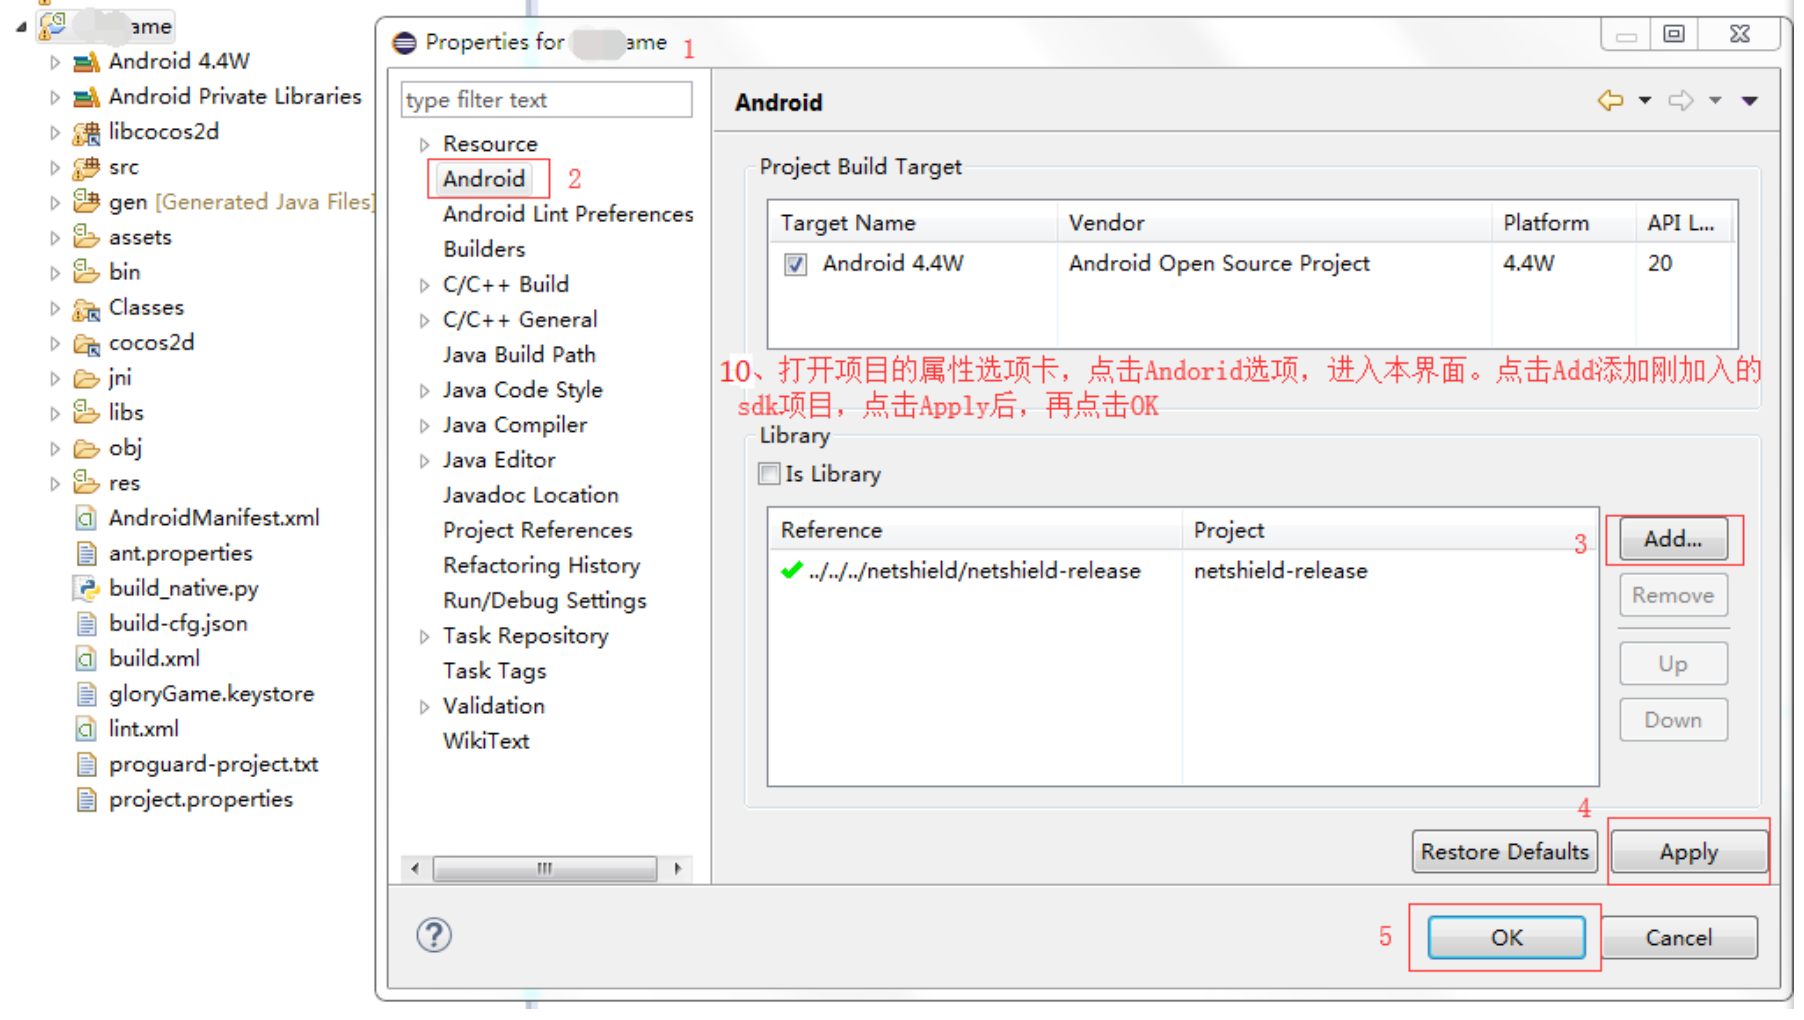 ame
Android 4.4W
Android Private Libraries
libcocos2d
src
gen [Generated Java Files]
assets
bin
Classes
cocos2d
jni
libs
obj
res
AndroidManifest.xml
ant.properties
build_native.py
build-cfg.json
build.xml
gloryGame.keystore
lint.xml
proguard-project.txt
project.properties
Properties for ame 1
type filter text
Resource
Android 2
Android Lint Preferences
Builders
C/C++ Build
C/C++ General
Java Build Path
Java Code Style
Java Compiler
Java Editor
Javadoc Location
Project References
Refactoring History
Run/Debug Settings
Task Repository
Task Tags
Validation
WikiText
Android
Project Build Target
Target Name Vendor Platform API L...
Android 4.4W Android Open Source Project 4.4W 20
10、打开项目的属性选项卡，点击Andorid选项，进入本界面。点击Add添加刚加入的
sdk项目，点击Apply后，再点击OK
Library
Is Library
Reference Project
../../../netshield/netshield-release netshield-release
3 Add...
Remove
Up
Down
4
Restore Defaults Apply
5 OK Cancel